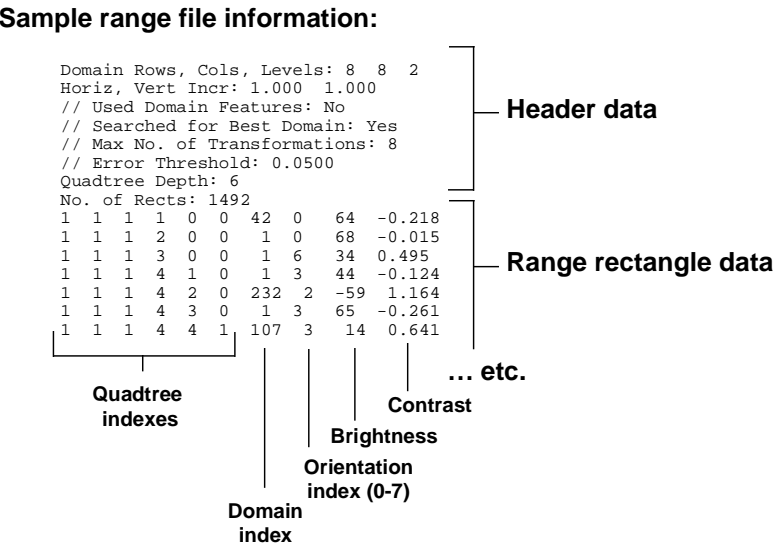 Sample range file information:
Domain Rows, Cols, Levels: 8 8 2
Horiz, Vert Incr: 1.000 1.000
// Used Domain Features: No
// Searched for Best Domain: Yes
// Max No. of Transformations: 8
// Error Threshold: 0.0500
Quadtree Depth: 6
No. of Rects: 1492
1 1 1 1 0 0 42 0 64 -0.218
1 1 1 2 0 0 1 0 68 -0.015
1 1 1 3 0 0 1 6 34 0.495
1 1 1 4 1 0 1 3 44 -0.124
1 1 1 4 2 0 232 2 -59 1.164
1 1 1 4 3 0 1 3 65 -0.261
1 1 1 4 4 1 107 3 14 0.641
Header data
Range rectangle data
… etc.
Quadtree
indexes
Contrast
Brightness
Orientation
index (0-7)
Domain
index